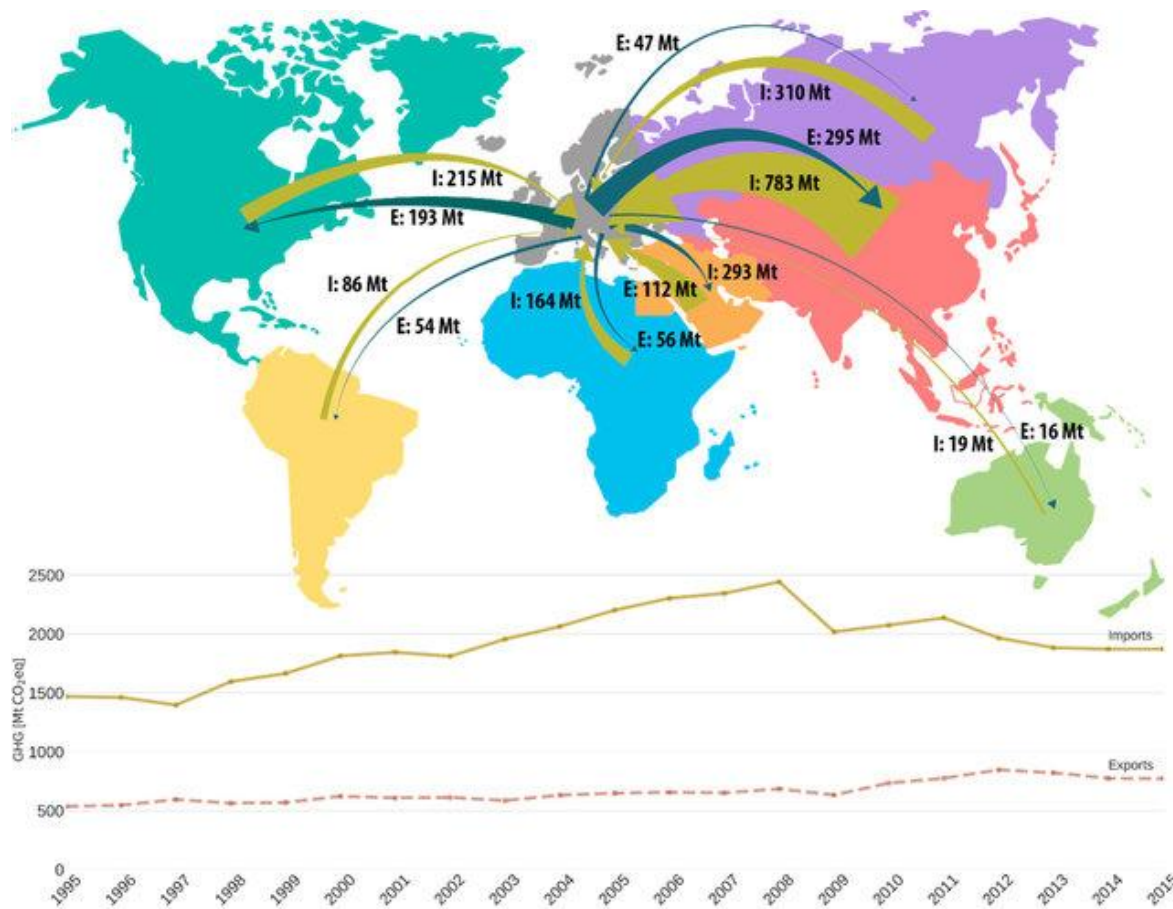 E: 47 Mt
I: 310 Mt
E: 295 Mt
I: 215 Mt
I: 783 Mt
E: 193 Mt
I: 293 Mt
I: 86 Mt
E: 112 Mt
I: 164 Mt
E: 54 Mt
E: 56 Mt
E: 16 Mt
I: 19 Mt
GHG [Mt CO₂eq]
2500
2000
1500
1000
500
0
Imports
Exports
1995
1996
1997
1998
1999
2000
2001
2002
2003
2004
2005
2006
2007
2008
2009
2010
2011
2012
2013
2014